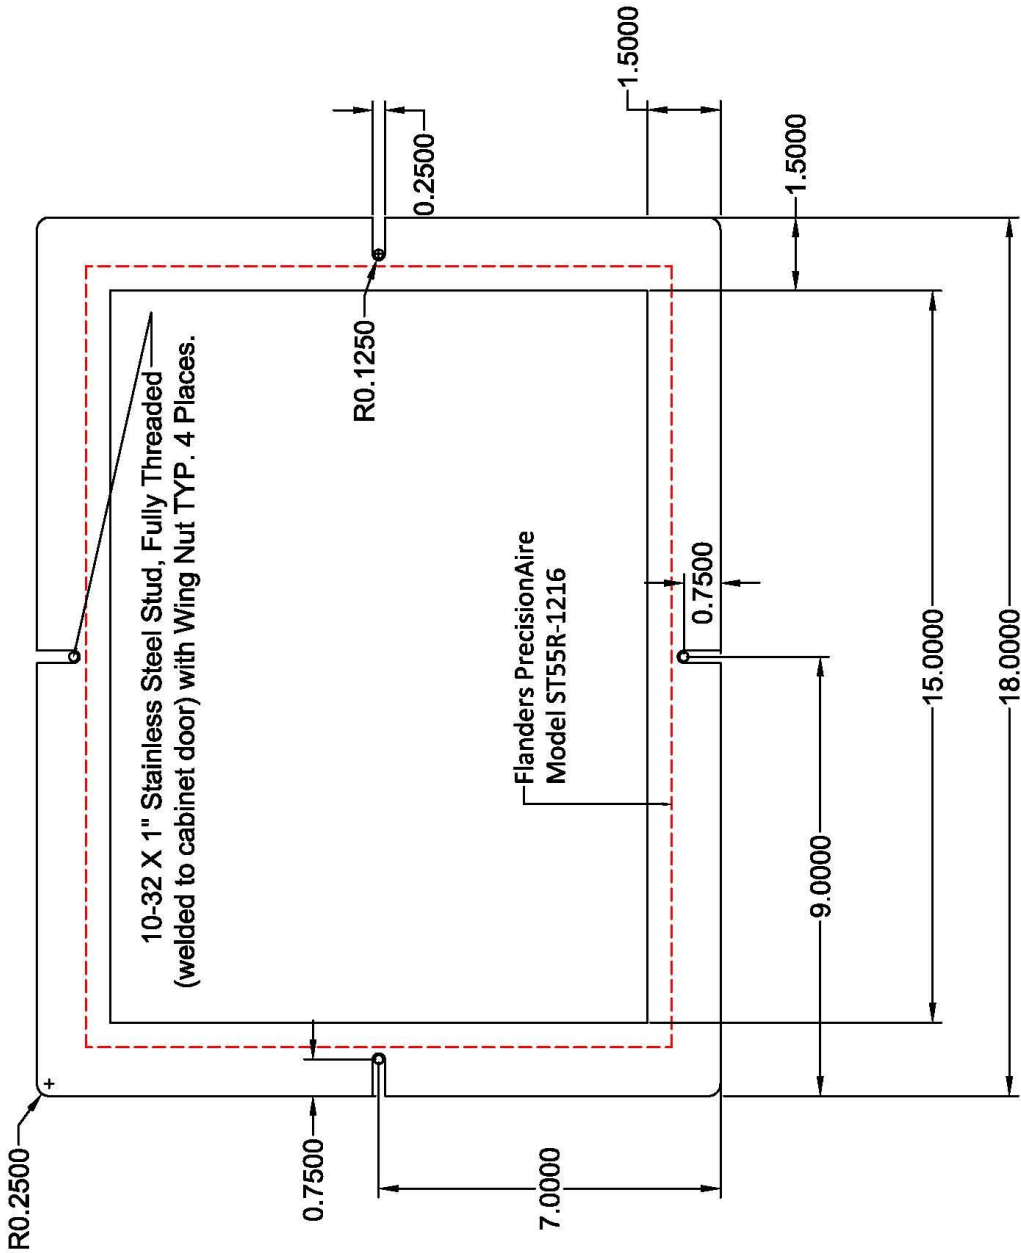 R0.2500
10-32 X 1" Stainless Steel Stud, Fully Threaded
(welded to cabinet door) with Wing Nut TYP. 4 Places.
1.5000
0.2500
R0.1250
1.5000
Flanders PrecisionAire
Model ST55R-1216
0.7500
0.7500
7.0000
9.0000
15.0000
18.0000